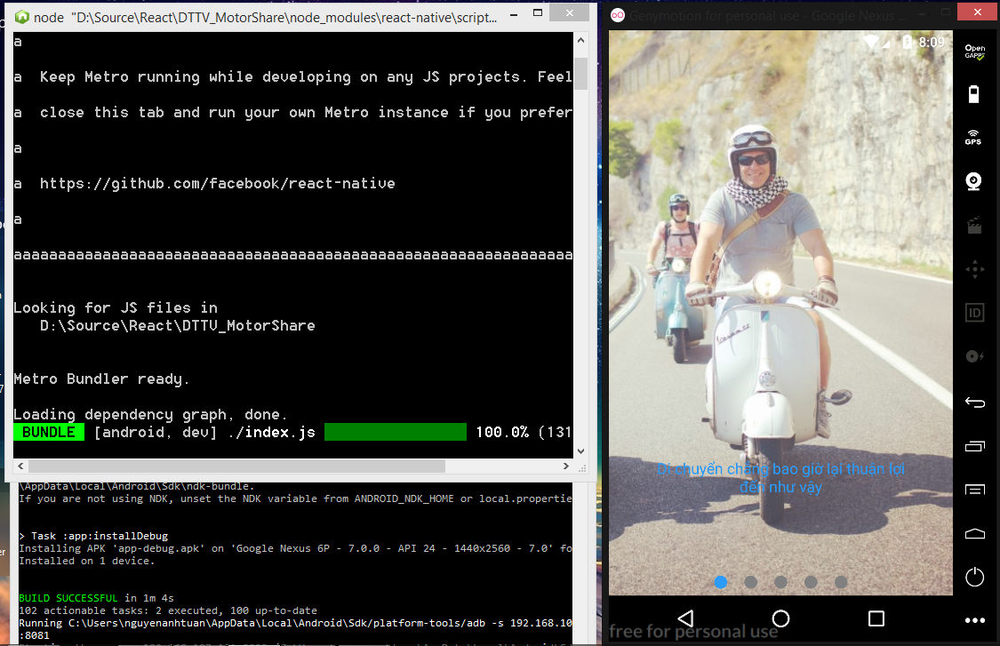 node "D:\Source\React\DTTV_MotorShare\node_modules\react-native\script...
a
a Keep Metro running while developing on any JS projects. Feel
a close this tab and run your own Metro instance if you prefer
a
a https://github.com/facebook/react-native
a
aaaaaaaaaaaaaaaaaaaaaaaaaaaaaaaaaaaaaaaaaaaaaaaaaaaaaaaaaaaaaaa
Looking for JS files in
D:\Source\React\DTTV_MotorShare
Metro Bundler ready.
Loading dependency graph, done.
BUNDLE [android, dev] ./index.js 100.0% (131
\AppData\Local\Android\Sdk\ndk-bundle.
If you are not using NDK, unset the NDK variable from ANDROID_NDK_HOME or local.propertie
> Task :app:installDebug
Installing APK 'app-debug.apk' on 'Google Nexus 6P - 7.0.0 - API 24 - 1440x2560 - 7.0' fo
Installed on 1 device.
BUILD SUCCESSFUL in 1m 4s
102 actionable tasks: 2 executed, 100 up-to-date
Running C:\Users\nguyenanhtuan\AppData\Local\Android\Sdk/platform-tools/adb -s 192.168.10
:8081
Genymotion for personal use - Google Nexus ...
8:09
Open
GAPPS
GPS
ID
Vespa
Di chuyển chẳng bao giờ lại thuận lợi
đến như vậy
free for personal use